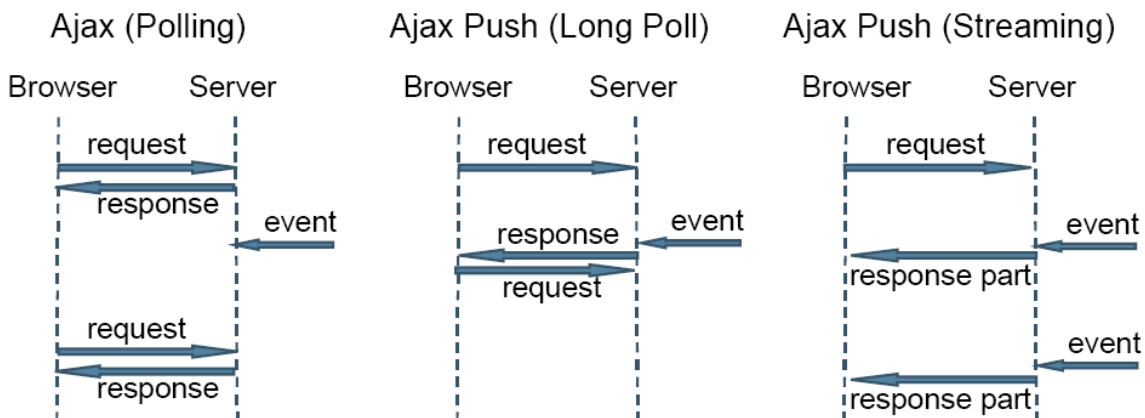 Ajax (Polling)
Browser
Server
request
response
event
request
response
Ajax Push (Long Poll)
Browser
Server
request
event
response
request
Ajax Push (Streaming)
Browser
Server
request
event
response part
event
response part